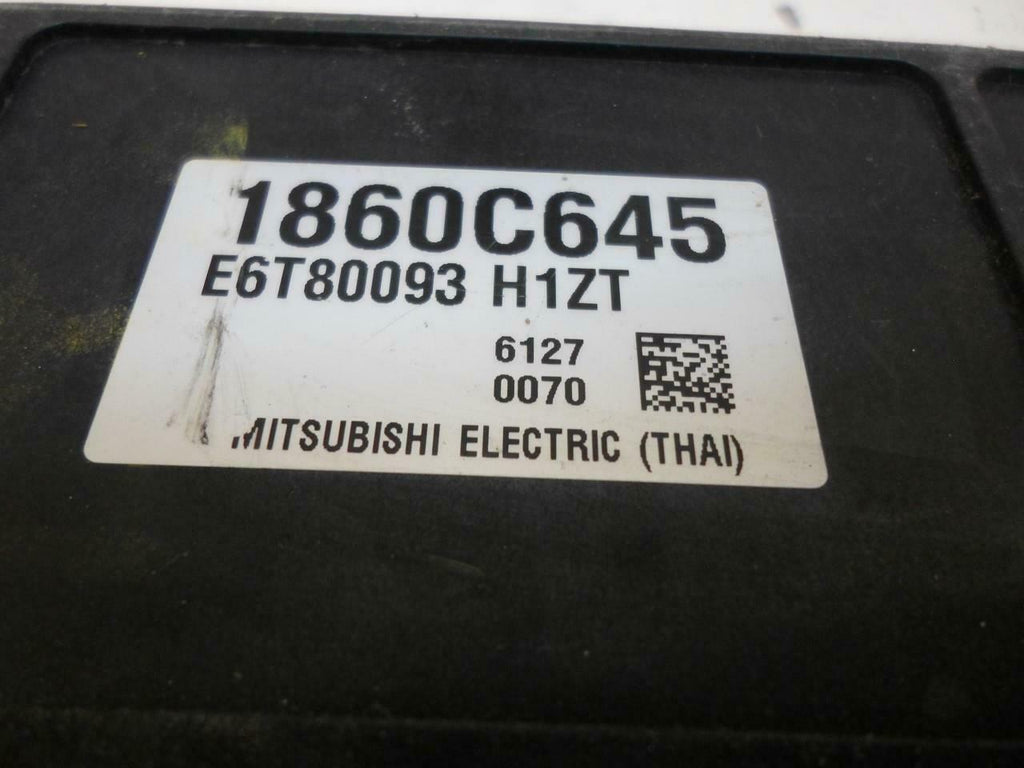 1860C645
E6T80093 H1ZT
6127
0070
MITSUBISHI ELECTRIC (THAI)